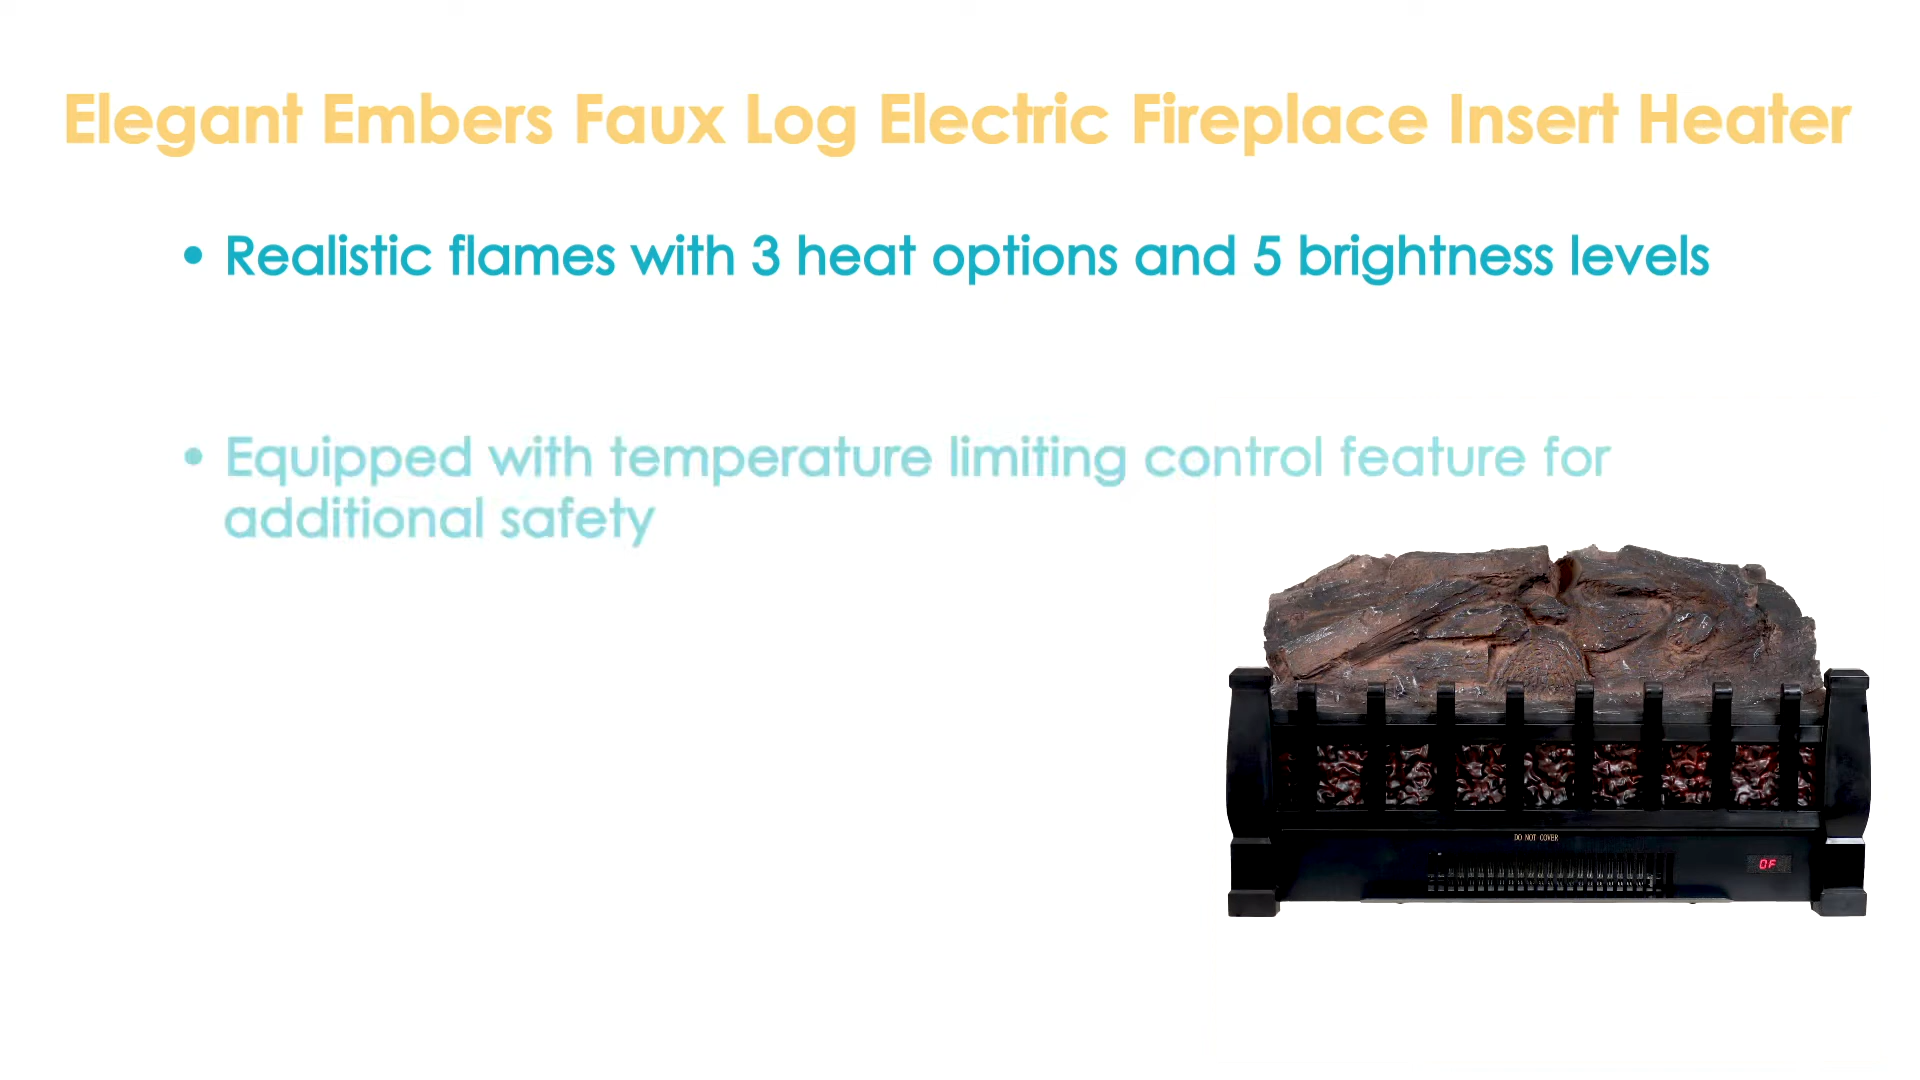 Elegant Embers Faux Log Electric Fireplace Insert Heater
• Realistic flames with 3 heat options and 5 brightness levels
• Equipped with temperature limiting control feature for
additional safety
DO NOT COVER
OF